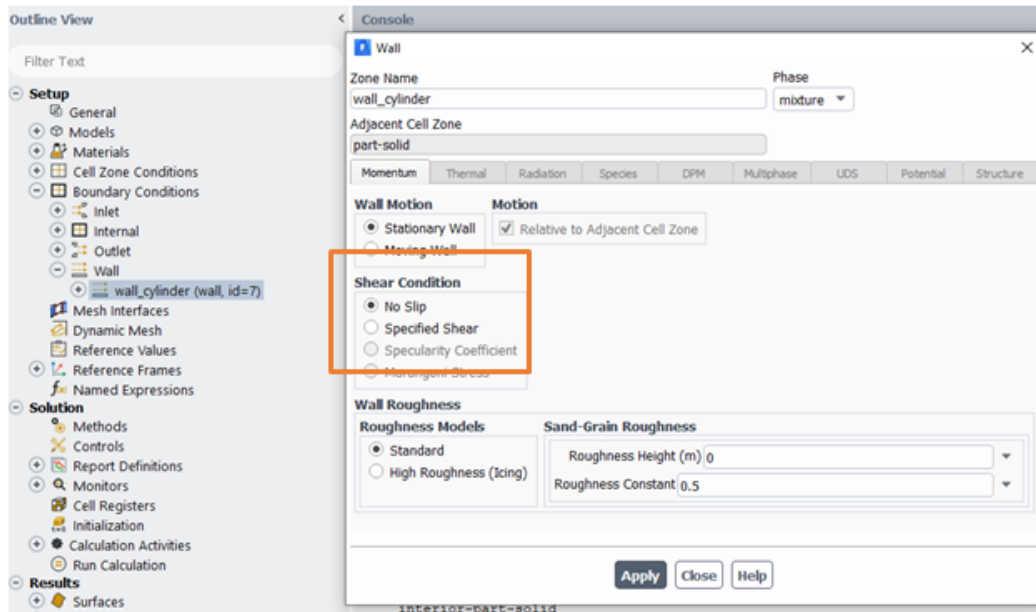 Outline View
Filter Text
Setup
General
Models
Materials
Cell Zone Conditions
Boundary Conditions
Inlet
Internal
Outlet
Wall
wall_cylinder (wall, id=7)
Mesh Interfaces
Dynamic Mesh
Reference Values
Reference Frames
Named Expressions
Solution
Methods
Controls
Report Definitions
Monitors
Cell Registers
Initialization
Calculation Activities
Run Calculation
Results
Surfaces
Console
Wall
Zone Name
Phase
wall_cylinder
mixture
Adjacent Cell Zone
part-solid
Momentum Thermal Radiation Species DPM Multiphase UDS Potential Structure
Wall Motion Motion
Stationary Wall Relative to Adjacent Cell Zone
Moving Wall
Shear Condition
No Slip
Specified Shear
Specularity Coefficient
Marangoni Stress
Wall Roughness
Roughness Models Sand-Grain Roughness
Standard
Roughness Height (m) 0
High Roughness (Icing)
Roughness Constant 0.5
Apply Close Help
interior-part-solid